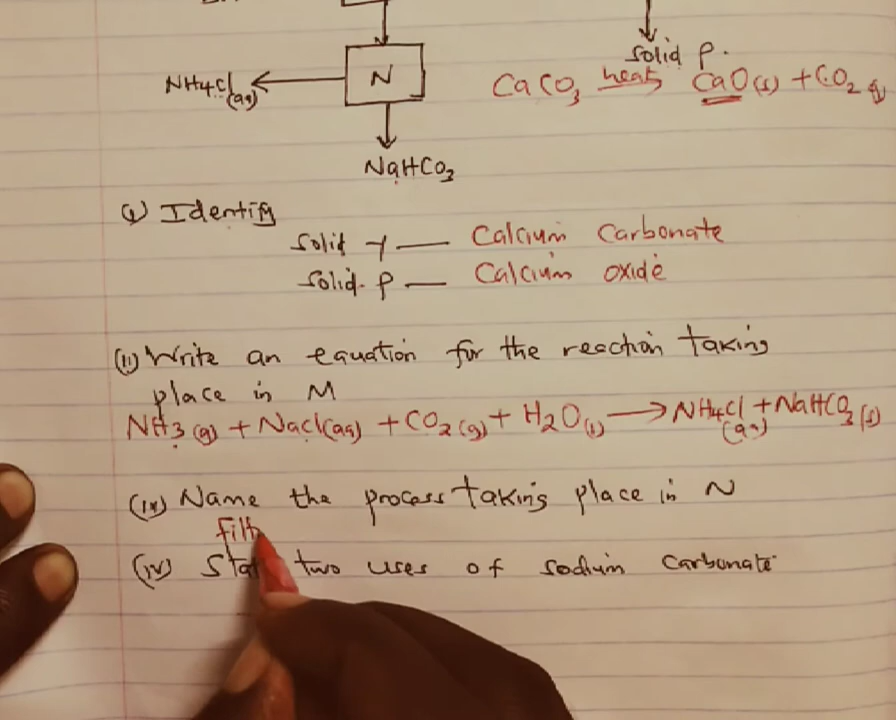 solid P.
NH4Cl(aq) N CaCO3 heat CaO(s) + CO2 g
NaHCO3
(i) Identify
Solid Y — Calcium Carbonate
Solid P — Calcium oxide
(ii) Write an equation for the reaction taking
place in M
NH3(g) + NaCl(aq) + CO2(g) + H2O(l) → NH4Cl(aq) + NaHCO3(s)
(iii) Name the process taking place in N
filt
(iv) State two uses of sodium carbonate